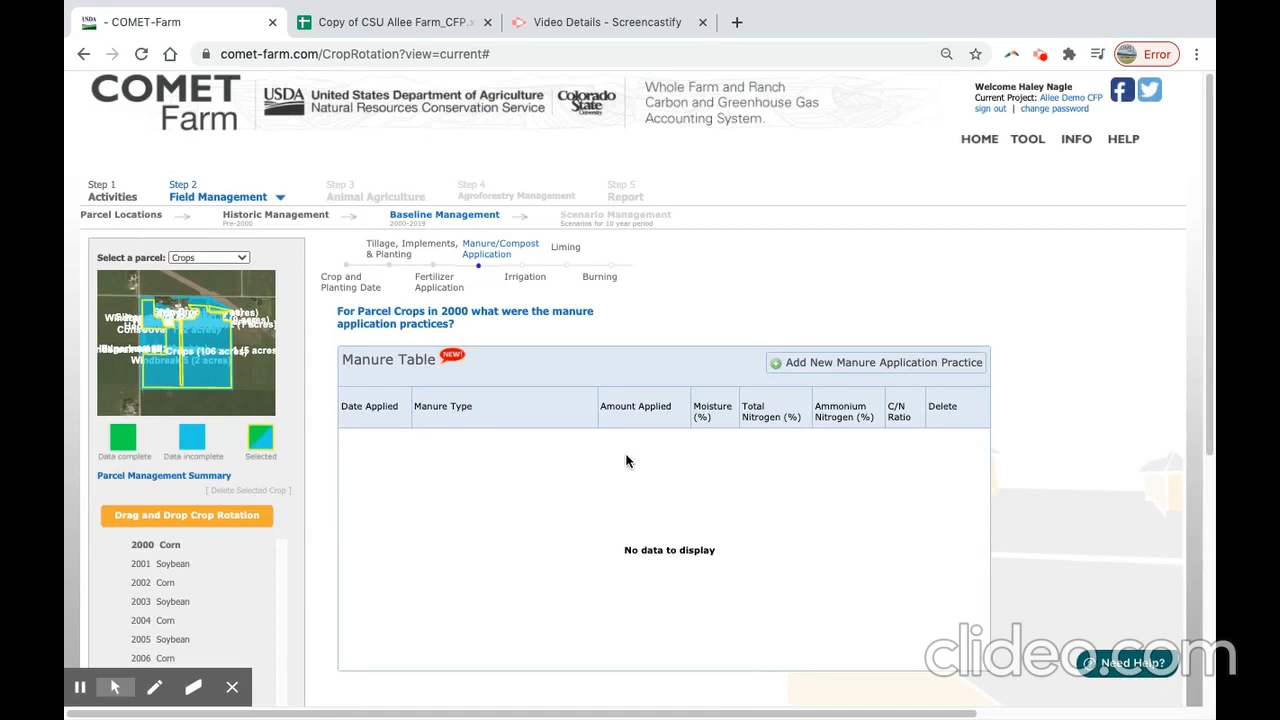 - COMET-Farm
Copy of CSU Allee Farm_CFP.x
Video Details - Screencastify
comet-farm.com/CropRotation?view=current#
Error
COMET
Farm
USDA
United States Department of Agriculture
Natural Resources Conservation Service
Colorado State University
Whole Farm and Ranch
Carbon and Greenhouse Gas
Accounting System.
Welcome Haley Nagle
Current Project: Allee Demo CFP
sign out | change password
HOME TOOL INFO HELP
Step 1
Activities
Step 2
Field Management
Step 3
Animal Agriculture
Step 4
Agroforestry Management
Step 5
Report
Parcel Locations
Historic Management
Pre-2000
Baseline Management
2000-2019
Scenario Management
Scenarios for 10 year period
Select a parcel: Crops
Crops (106 acres)
Windbreak 5 (2 acres)
Data complete
Data incomplete
Selected
Parcel Management Summary
[ Delete Selected Crop ]
Drag and Drop Crop Rotation
2000 Corn
2001 Soybean
2002 Corn
2003 Soybean
2004 Corn
2005 Soybean
2006 Corn
Tillage, Implements,
& Planting
Manure/Compost
Application
Liming
Crop and
Planting Date
Fertilizer
Application
Irrigation
Burning
For Parcel Crops in 2000 what were the manure
application practices?
Manure Table NEW!
Add New Manure Application Practice
Date Applied
Manure Type
Amount Applied
Moisture
(%)
Total
Nitrogen (%)
Ammonium
Nitrogen (%)
C/N
Ratio
Delete
No data to display
Need Help?
clideo.com